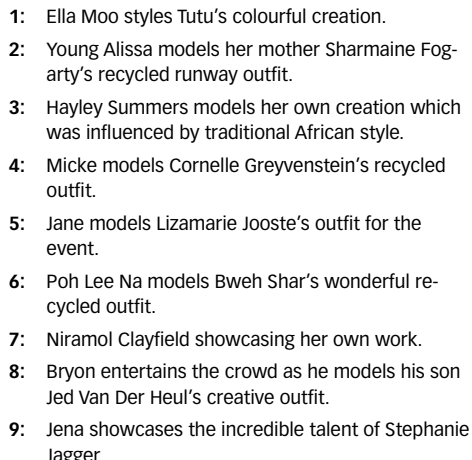 1: Ella Moo styles Tutu's colourful creation.
2: Young Alissa models her mother Sharmaine Fog-
arty's recycled runway outfit.
3: Hayley Summers models her own creation which
was influenced by traditional African style.
4: Micke models Cornelle Greyvenstein's recycled
outfit.
5: Jane models Lizamarie Jooste's outfit for the
event.
6: Poh Lee Na models Bweh Shar's wonderful re-
cycled outfit.
7: Niramol Clayfield showcasing her own work.
8: Bryon entertains the crowd as he models his son
Jed Van Der Heul's creative outfit.
9: Jena showcases the incredible talent of Stephanie
Jagger